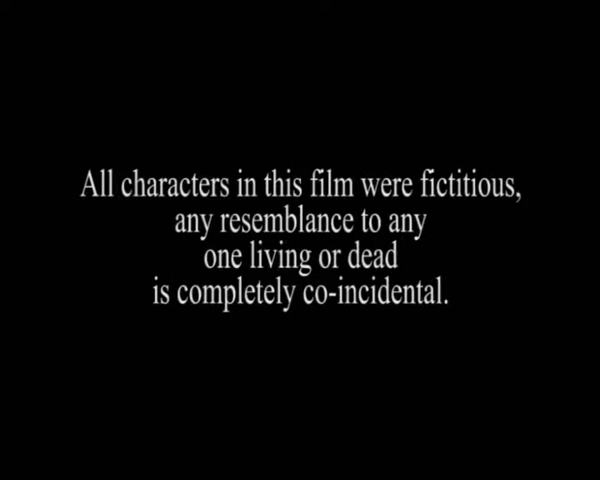 All characters in this film were fictitious,
any resemblance to any
one living or dead
is completely co-incidental.